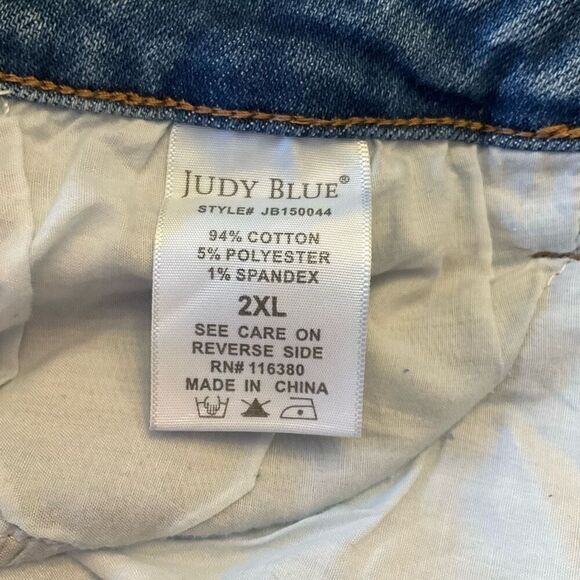 JUDY BLUE®
STYLE# JB150044
94% COTTON
5% POLYESTER
1% SPANDEX
2XL
SEE CARE ON
REVERSE SIDE
RN# 116380
MADE IN CHINA